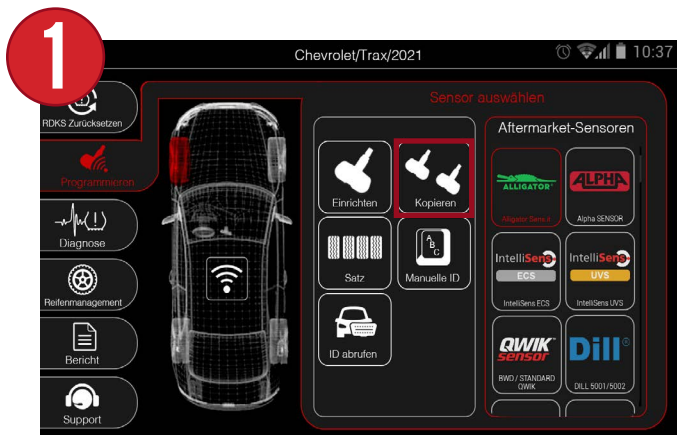 1
Chevrolet/Trax/2021
10:37
RDKS Zurücksetzen
Programmieren
Diagnose
Reifenmanagement
Bericht
Support
Sensor auswählen
Einrichten
Kopieren
Satz
A
B
C
Manuelle ID
ID abrufen
Aftermarket-Sensoren
ALLIGATOR®
Alligator Sens.it
ALPHA
Alpha SENSOR
IntelliSens
ECS
IntelliSens ECS
IntelliSens
UVS
IntelliSens UVS
QWIK
sensor
BWD / STANDARD
QWIK
Dill®
DILL 5001/5002